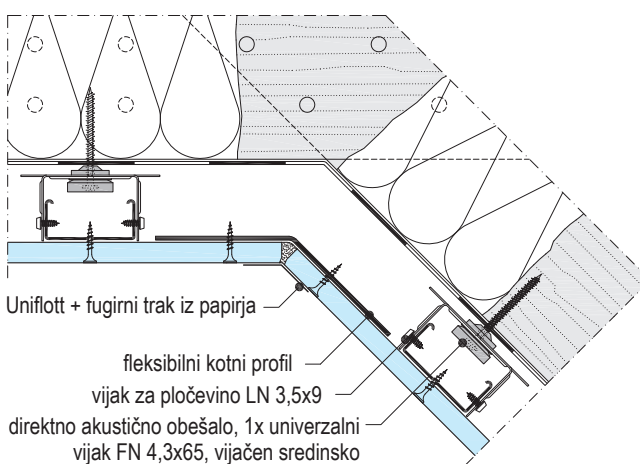 Uniflott + fugirni trak iz papirja
fleksibilni kotni profil
vijak za pločevino LN 3,5x9
direktno akustično obešalo, 1x univerzalni
vijak FN 4,3x65, vijačen sredinsko